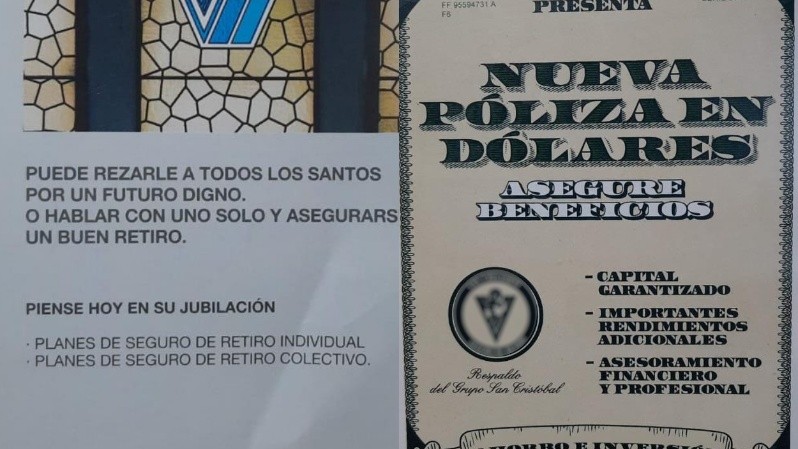 PUEDE REZARLE A TODOS LOS SANTOS
POR UN FUTURO DIGNO.
O HABLAR CON UNO SOLO Y ASEGURARS
UN BUEN RETIRO.
PIENSE HOY EN SU JUBILACIÓN
· PLANES DE SEGURO DE RETIRO INDIVIDUAL
· PLANES DE SEGURO DE RETIRO COLECTIVO.
FF 95594731 A
F6
PRESENTA
NUEVA
PÓLIZA EN
DÓLARES
ASEGURE
BENEFICIOS
- CAPITAL
GARANTIZADO
- IMPORTANTES
RENDIMIENTOS
ADICIONALES
- ASESORAMIENTO
FINANCIERO
Y PROFESIONAL
Respaldo
del Grupo San Cristóbal